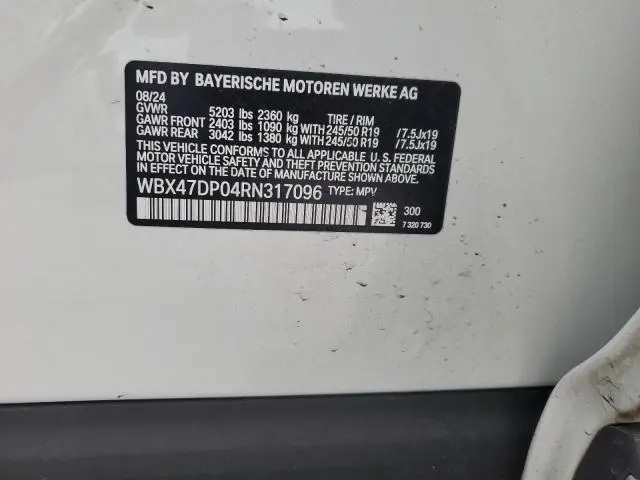 MFD BY BAYERISCHE MOTOREN WERKE AG
08/24
GVWR 5203 lbs 2360 kg TIRE / RIM
GAWR FRONT 2403 lbs 1090 kg WITH 245/50 R19 /7.5Jx19
GAWR REAR 3042 lbs 1380 kg WITH 245/50 R19 /7.5Jx19
THIS VEHICLE CONFORMS TO ALL APPLICABLE U.S. FEDERAL
MOTOR VEHICLE SAFETY, BUMPER, AND THEFT PREVENTION
STANDARDS IN EFFECT ON THE DATE OF MANUFACTURE SHOWN ABOVE.
WBX47DP04RN317096 TYPE: MPV
300
7 320 730